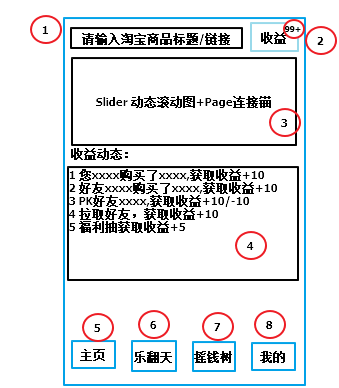 1
请输入淘宝商品标题/链接
收益
99+
2
Slider 动态滚动图+Page连接锚
3
收益动态：
1 您xxxx购买了xxxx,获取收益+10
2 好友xxxx购买了xxxx,获取收益+10
3 PK好友xxxx,获取收益+10/-10
4 拉取好友，获取收益+10
5 福利抽获取收益+5
4
5
6
7
8
主页
乐翻天
摇钱树
我的